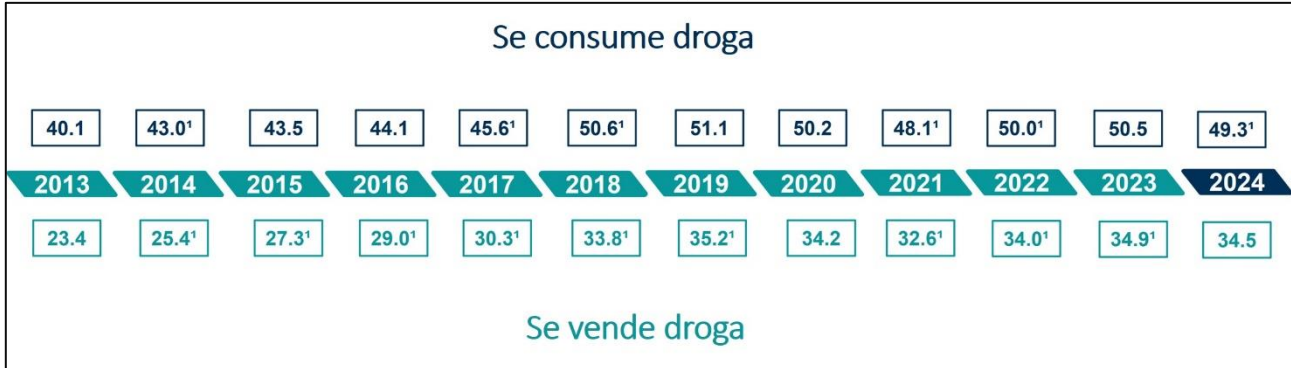 Se consume droga
40.1 43.0¹ 43.5 44.1 45.6¹ 50.6¹ 51.1 50.2 48.1¹ 50.0¹ 50.5 49.3¹
2013 2014 2015 2016 2017 2018 2019 2020 2021 2022 2023 2024
23.4 25.4¹ 27.3¹ 29.0¹ 30.3¹ 33.8¹ 35.2¹ 34.2 32.6¹ 34.0¹ 34.9¹ 34.5
Se vende droga